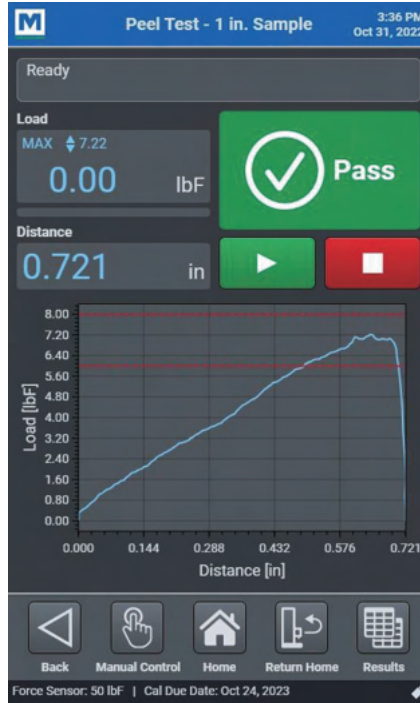 M
Peel Test - 1 in. Sample
3:36 PM
Oct 31, 2022
Ready
Load
MAX 7.22
0.00 lbF
Pass
Distance
0.721 in
8.00
7.20
6.40
5.60
4.80
4.00
3.20
2.40
1.60
0.80
0.00
Load [lbF]
0.000 0.144 0.288 0.432 0.576 0.721
Distance [in]
Back Manual Control Home Return Home Results
Force Sensor: 50 lbF | Cal Due Date: Oct 24, 2023